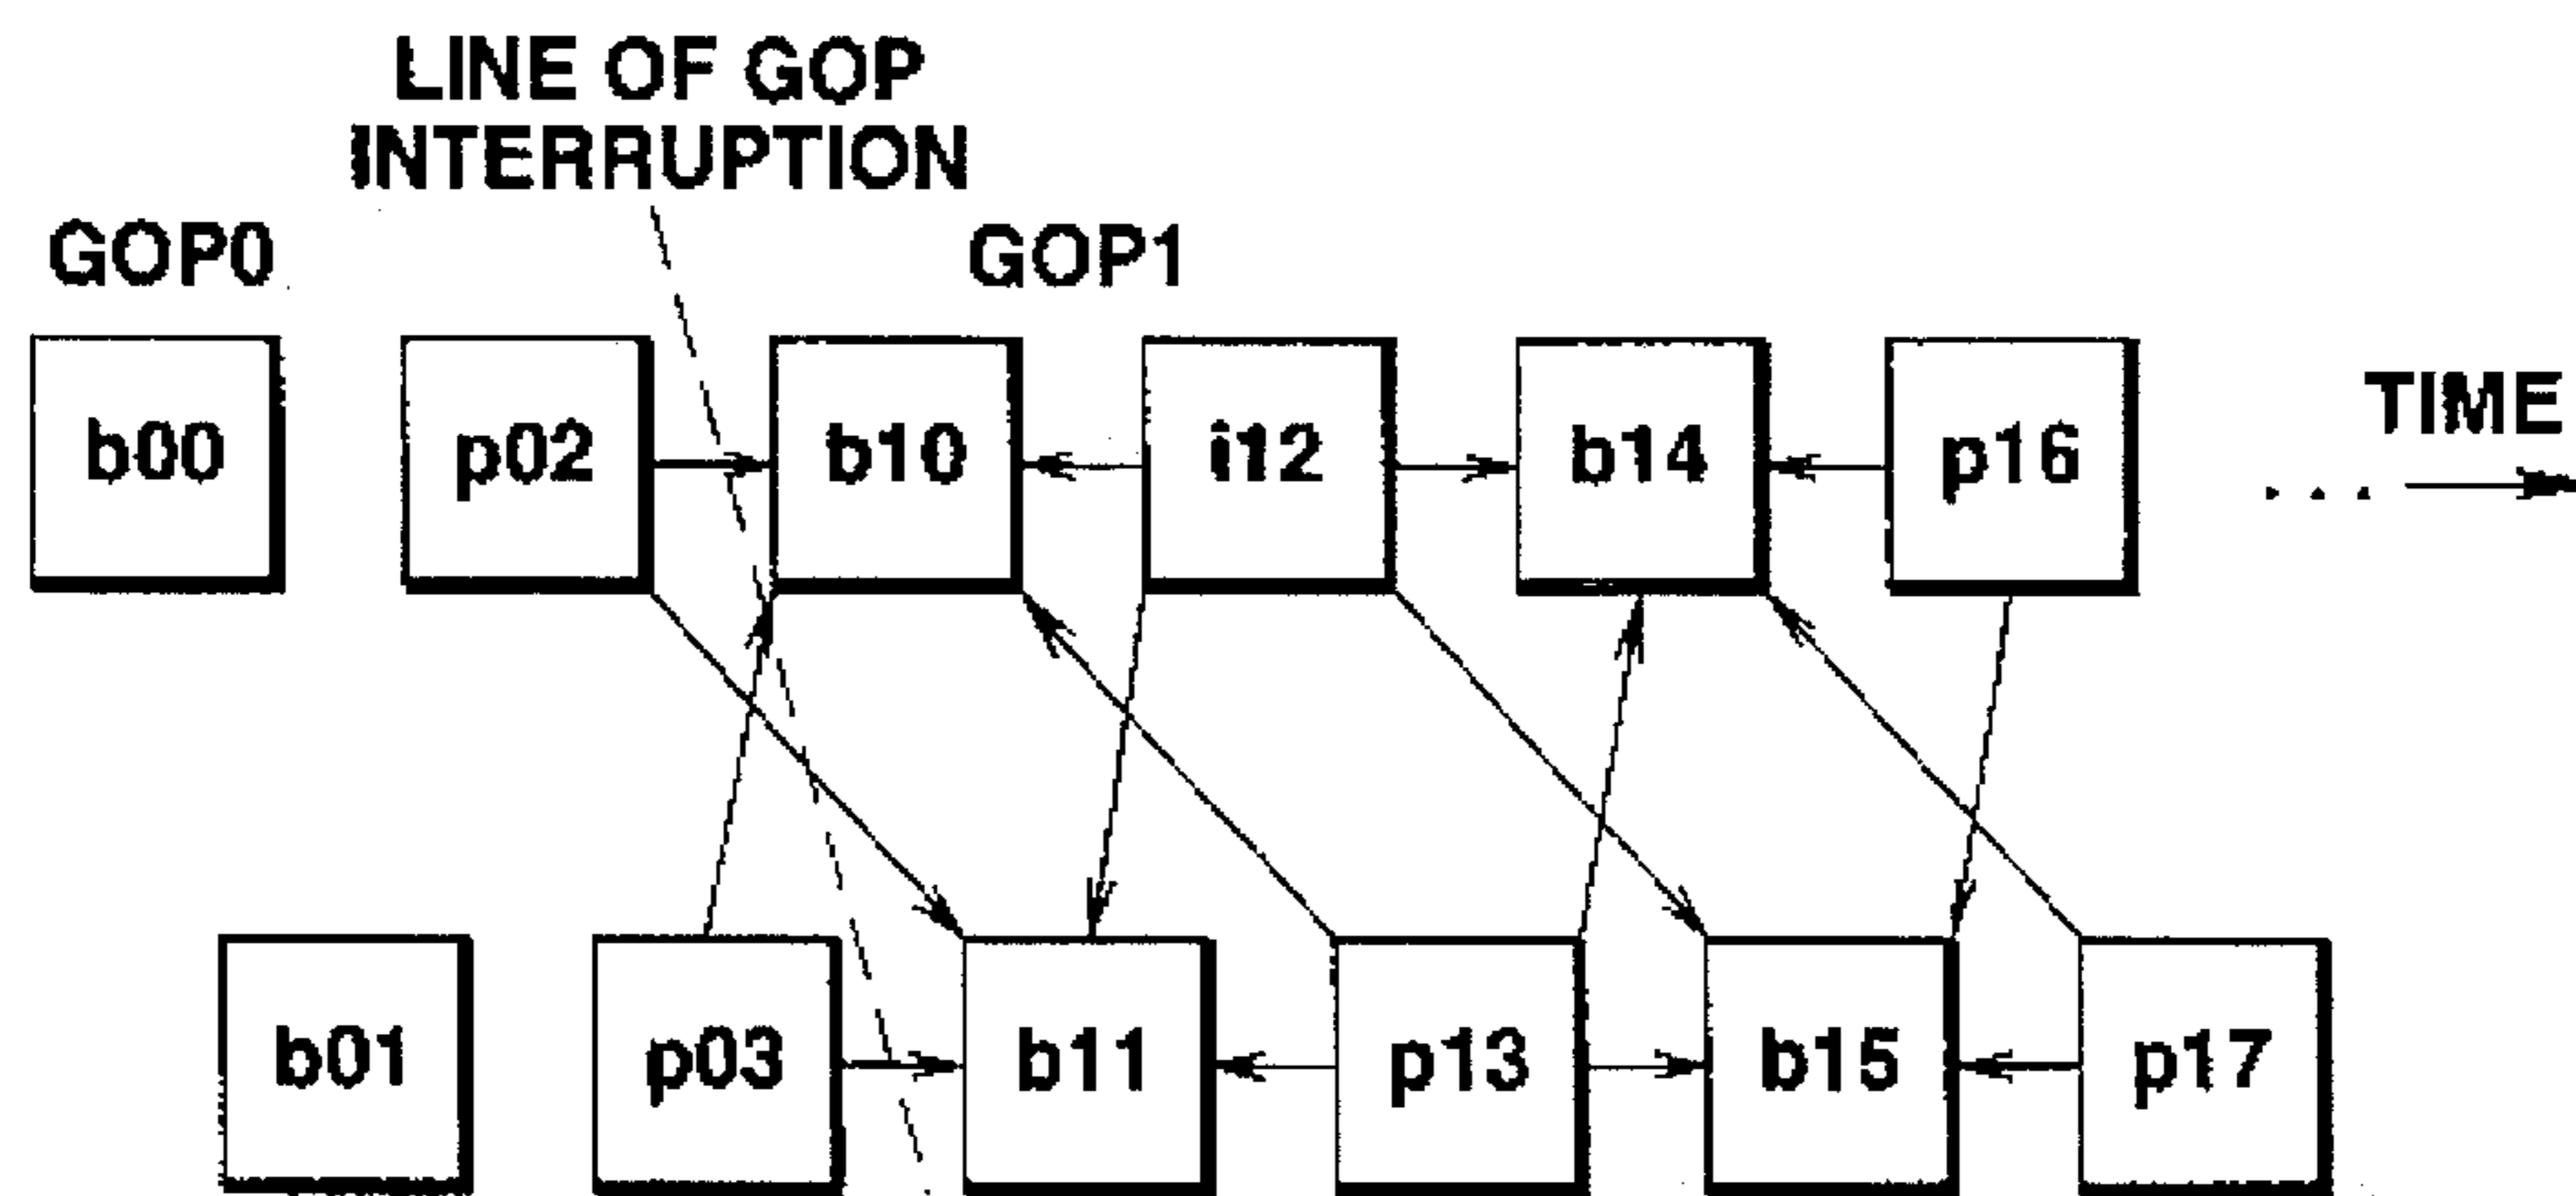 LINE OF GOP
INTERRUPTION
GOP0
GOP1
b00
p02
b10
i12
b14
p16
TIME
...
b01
p03
b11
p13
b15
p17